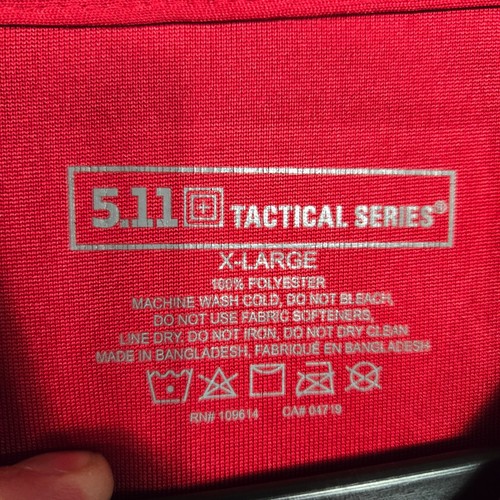 5.11 TACTICAL SERIES®
X-LARGE
100% POLYESTER
MACHINE WASH COLD, DO NOT BLEACH,
DO NOT USE FABRIC SOFTENERS,
LINE DRY, DO NOT IRON, DO NOT DRY CLEAN
MADE IN BANGLADESH, FABRIQUÉ EN BANGLADESH
RN# 109614 CA# 04719